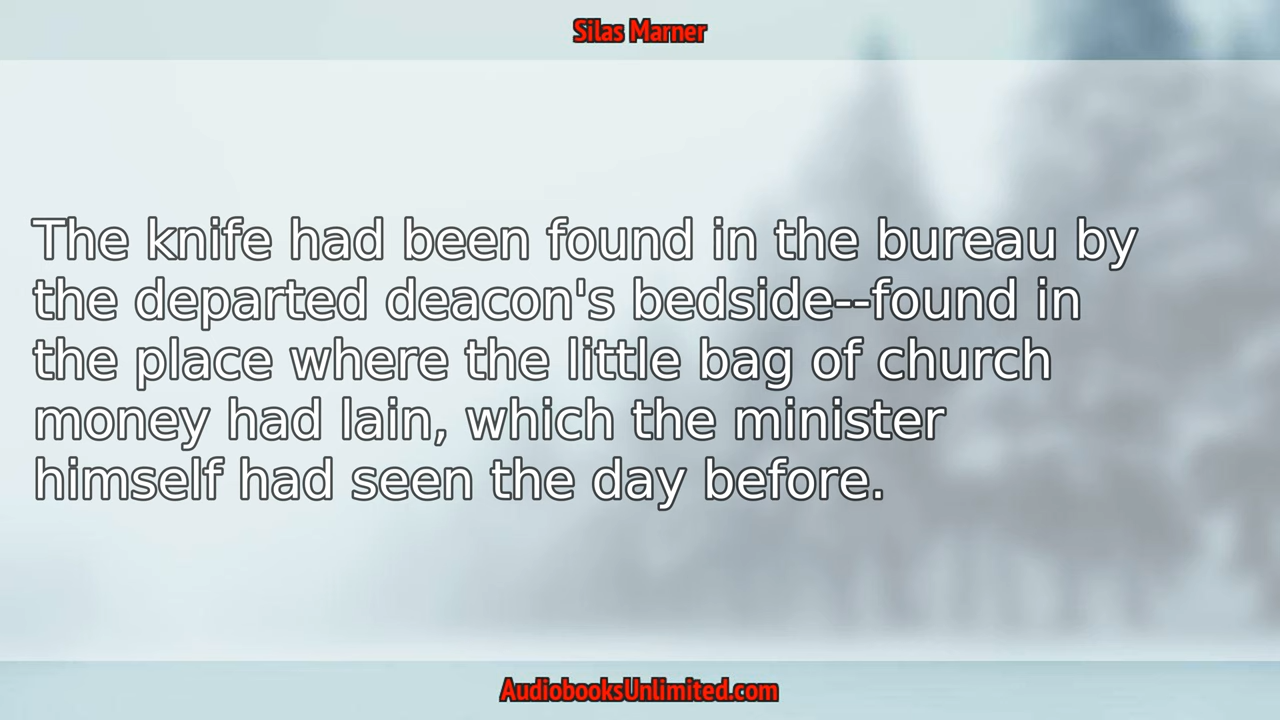 Silas Marner
The knife had been found in the bureau by
the departed deacon's bedside--found in
the place where the little bag of church
money had lain, which the minister
himself had seen the day before.
AudiobooksUnlimited.com